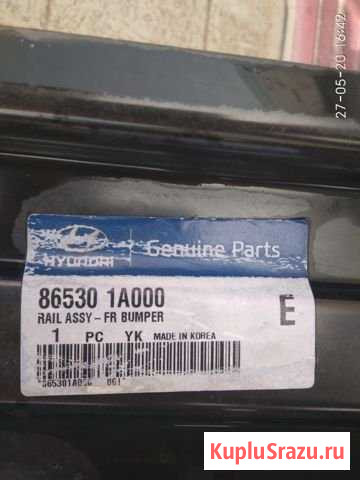 27-05-20 16:42
HYUNDAI Genuine Parts
86530 1A000
RAIL ASSY-FR BUMPER
E
1 PC YK MADE IN KOREA
KupluSrazu.ru